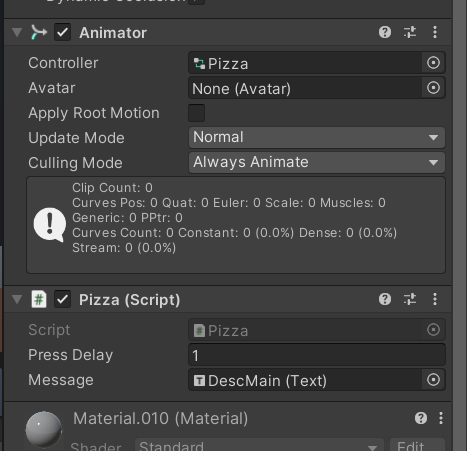 Dynamic Occlusion
Animator
Controller Pizza
Avatar None (Avatar)
Apply Root Motion
Update Mode Normal
Culling Mode Always Animate
Clip Count: 0
Curves Pos: 0 Quat: 0 Euler: 0 Scale: 0 Muscles: 0
Generic: 0 PPtr: 0
Curves Count: 0 Constant: 0 (0.0%) Dense: 0 (0.0%)
Stream: 0 (0.0%)
# Pizza (Script)
Script Pizza
Press Delay 1
Message DescMain (Text)
Material.010 (Material)
Shader Standard Edit